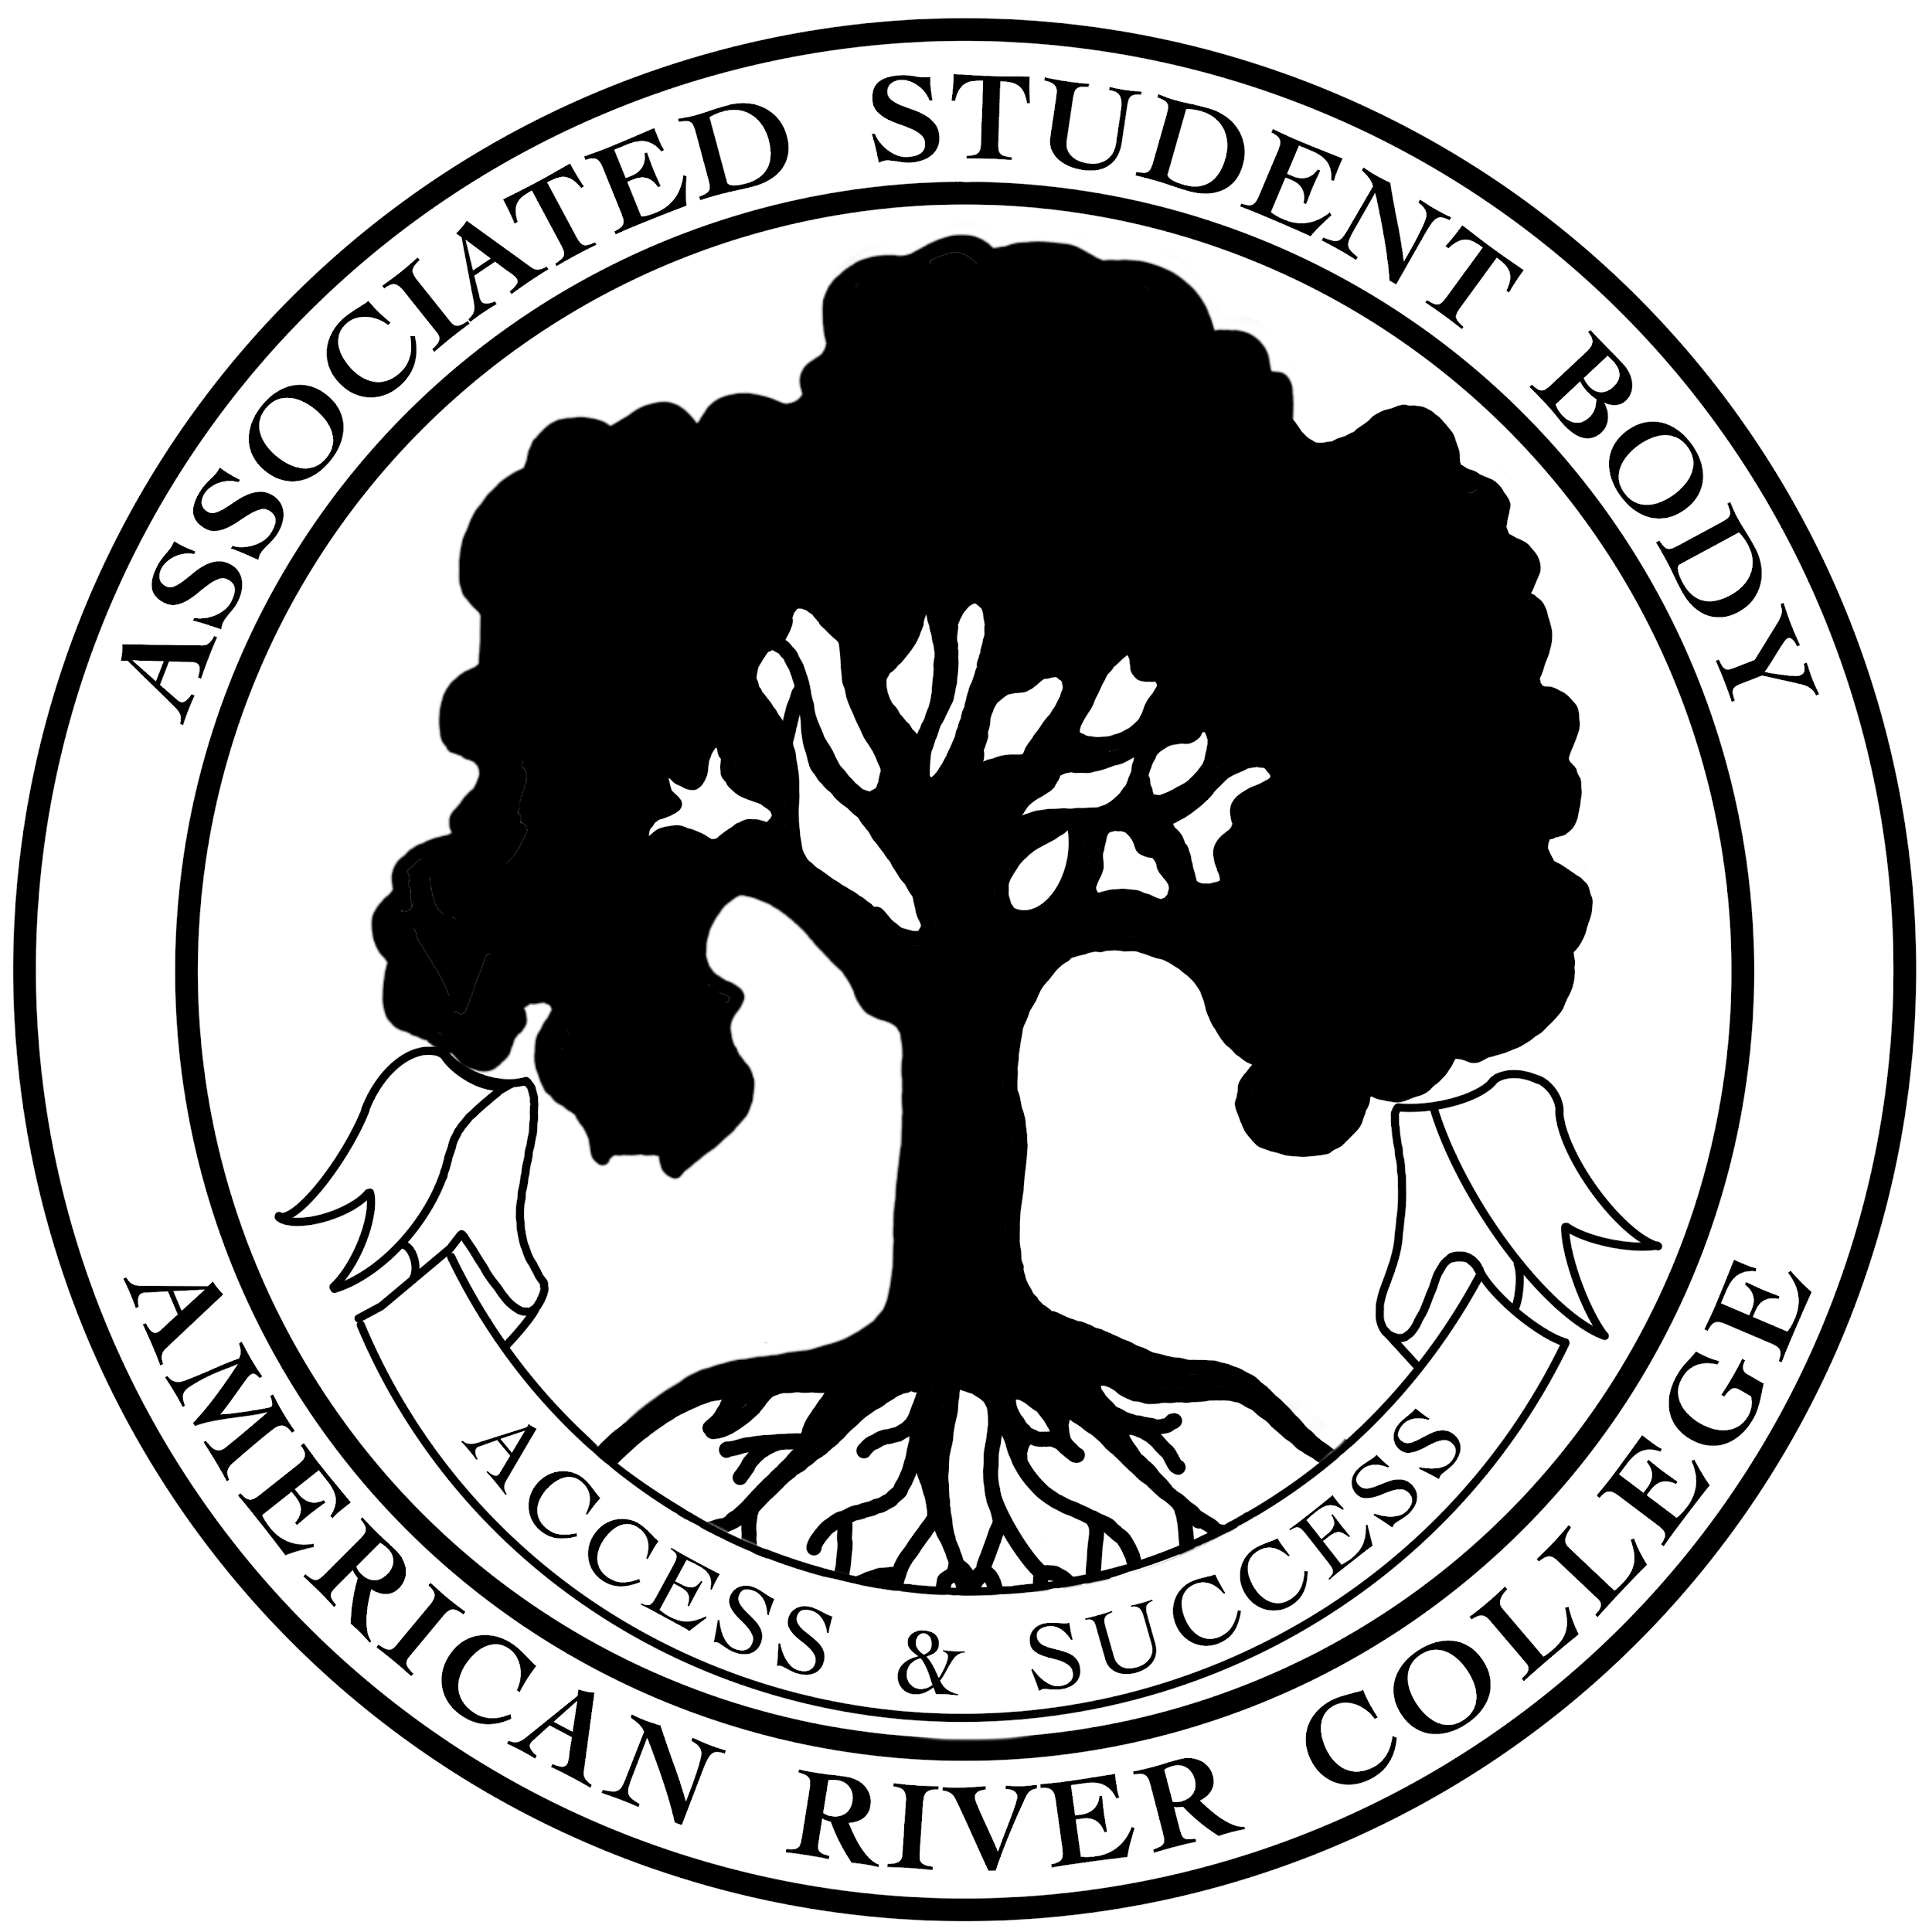 ASSOCIATED STUDENT BODY
ACCESS & SUCCESS
AMERICAN RIVER COLLEGE